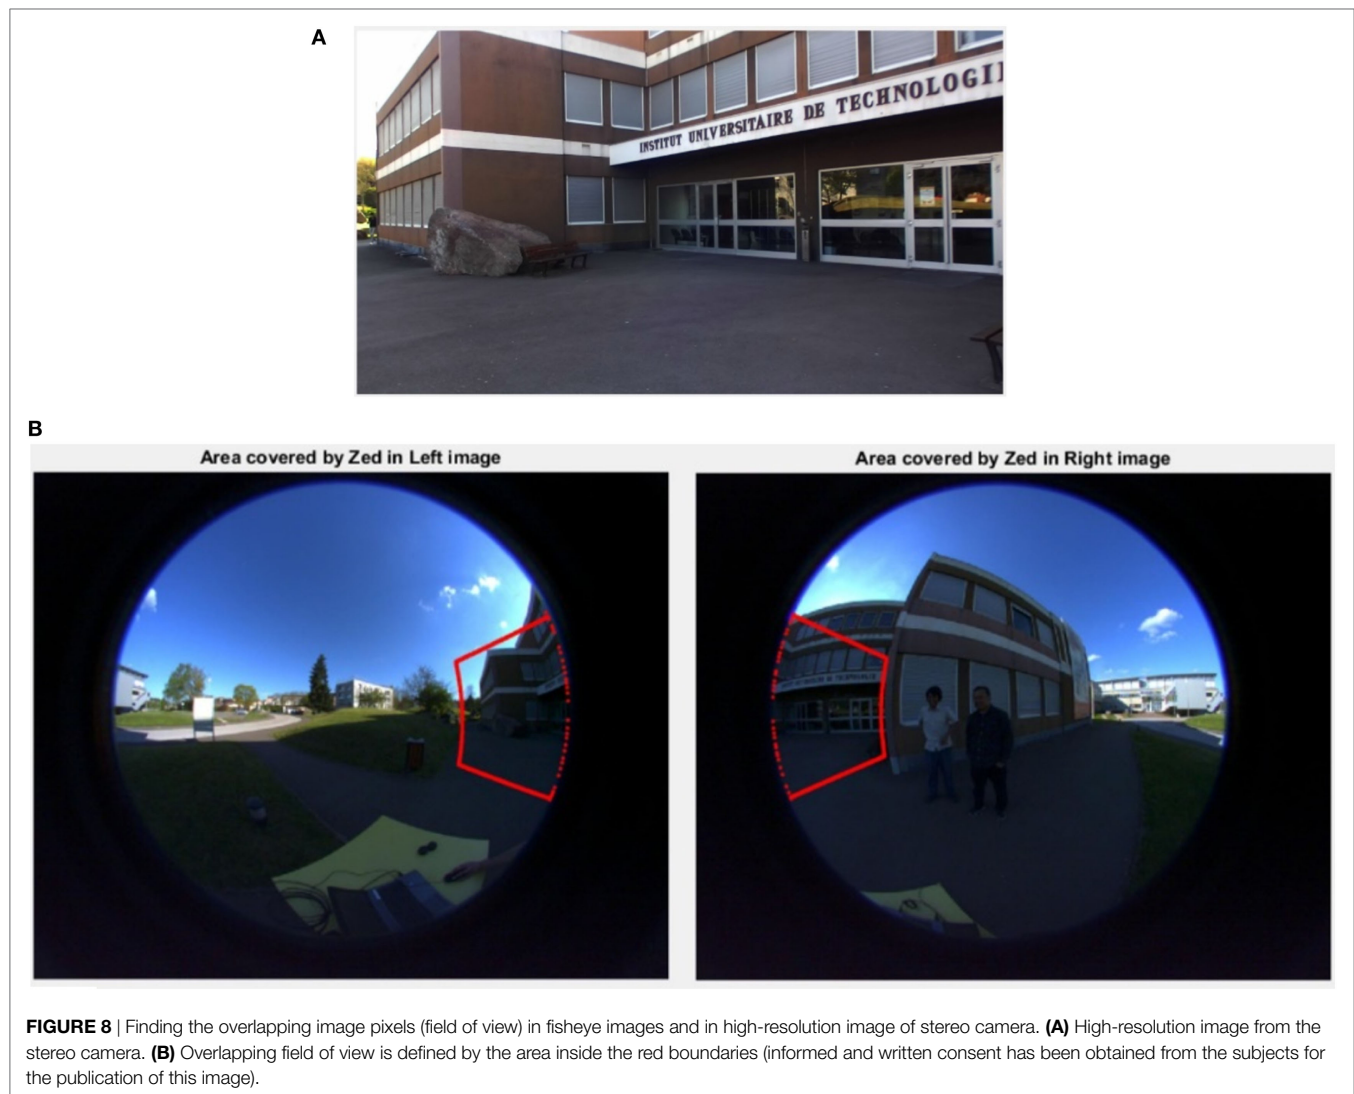 A
INSTITUT UNIVERSITAIRE DE TECHNOLOGI
B
Area covered by Zed in Left image
Area covered by Zed in Right image
FIGURE 8 | Finding the overlapping image pixels (field of view) in fisheye images and in high-resolution image of stereo camera. (A) High-resolution image from the
stereo camera. (B) Overlapping field of view is defined by the area inside the red boundaries (informed and written consent has been obtained from the subjects for
the publication of this image).